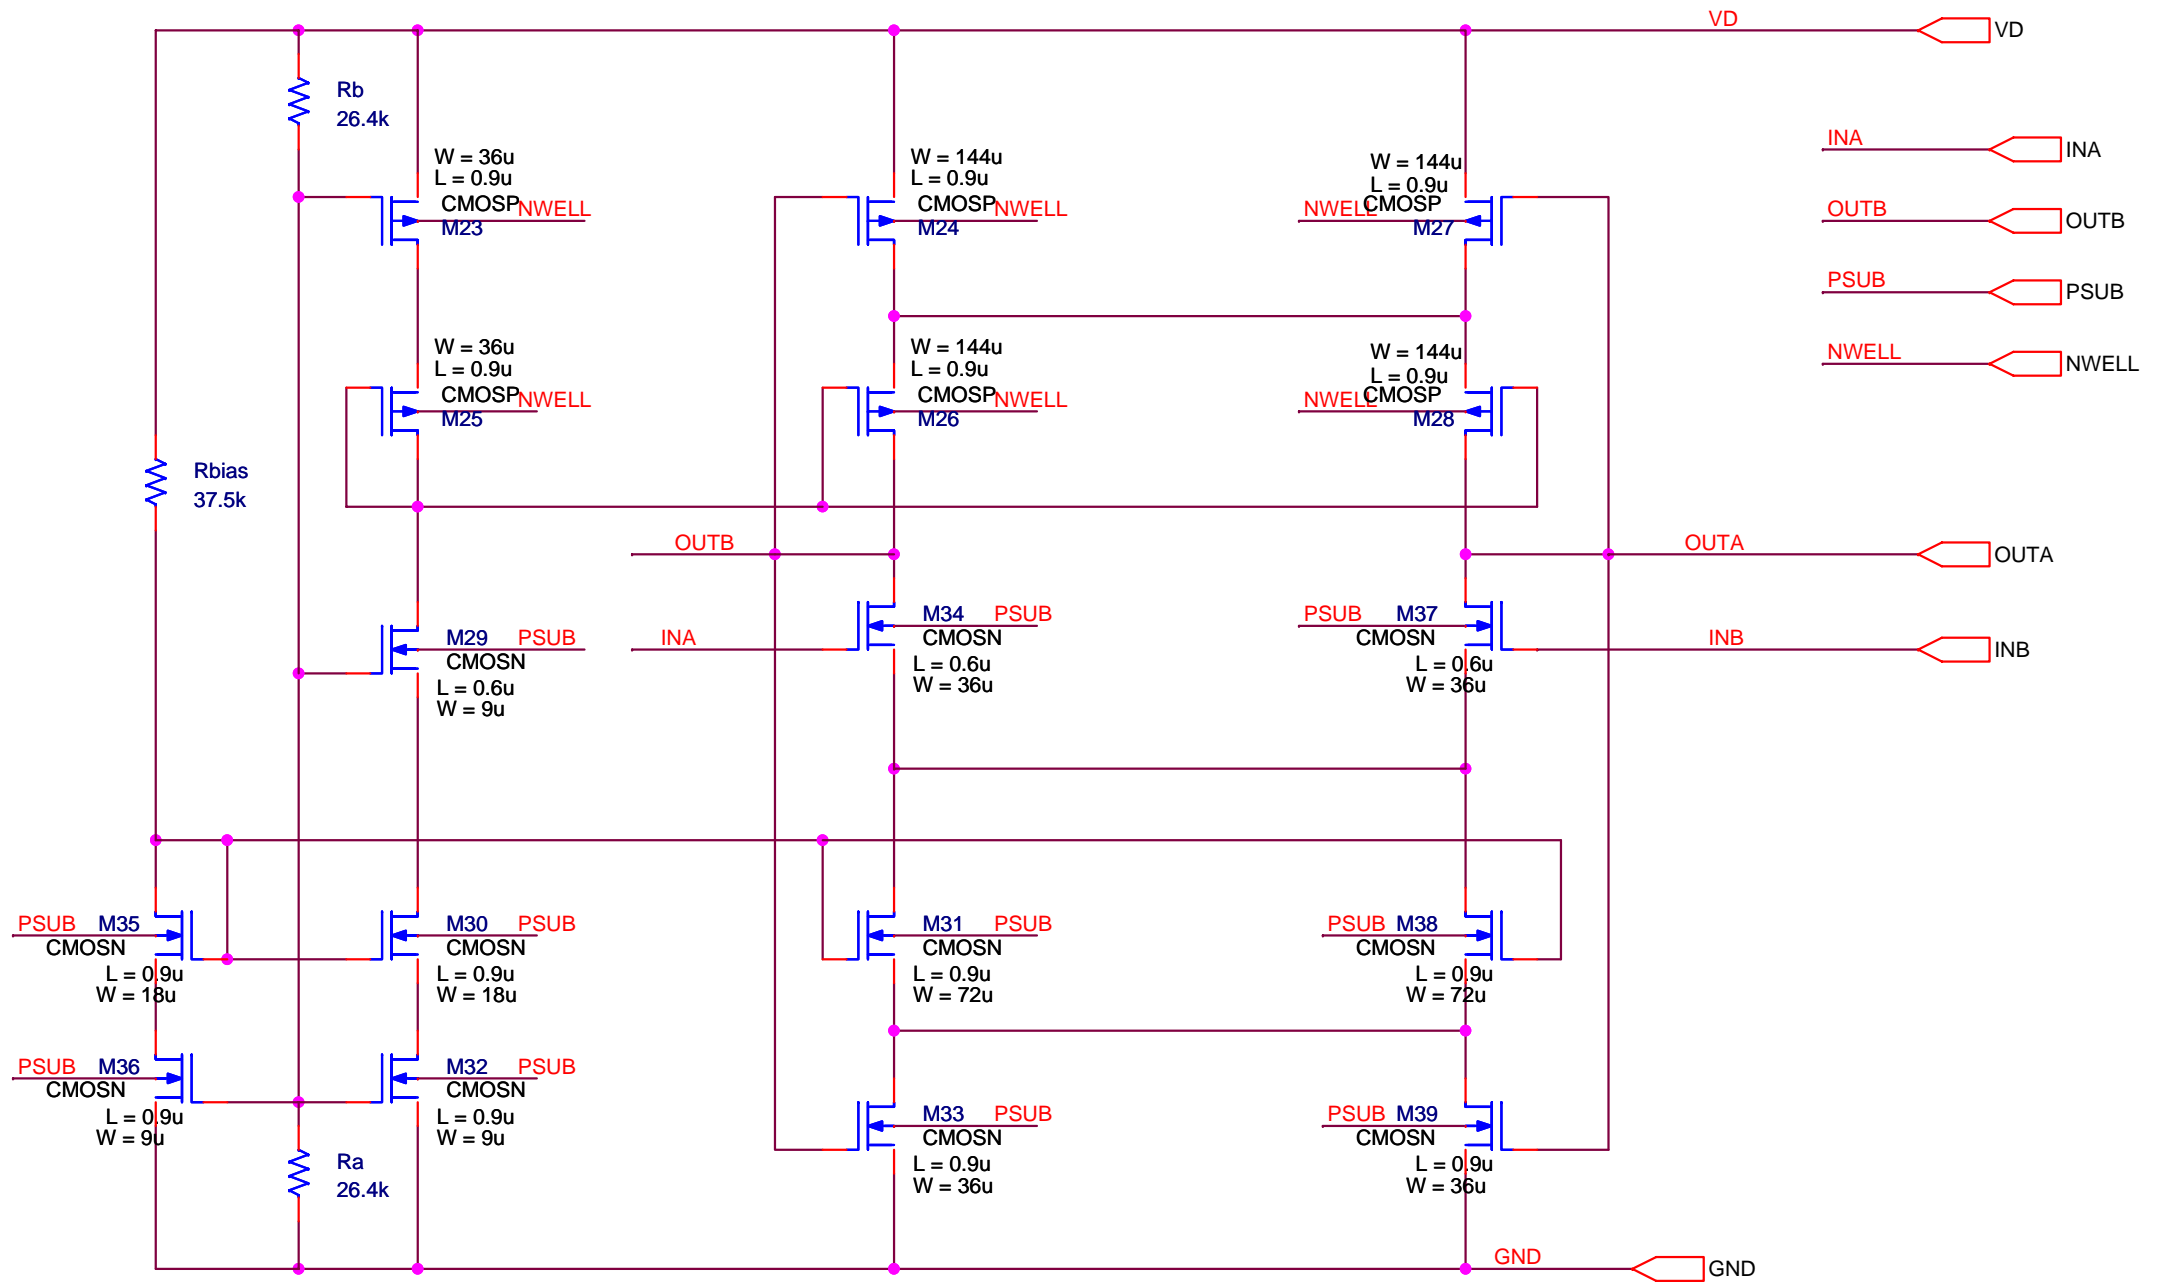 VD
VD
Rb
26.4k
W = 36u
L = 0.9u
CMOSP
NWELL
M23
W = 144u
L = 0.9u
CMOSP
NWELL
M24
W = 144u
L = 0.9u
NWELL
CMOSP
M27
INA
INA
OUTB
OUTB
PSUB
PSUB
NWELL
NWELL
W = 36u
L = 0.9u
CMOSP
NWELL
M25
W = 144u
L = 0.9u
CMOSP
NWELL
M26
W = 144u
L = 0.9u
NWELL
CMOSP
M28
Rbias
37.5k
OUTB
OUTA
OUTA
M29
PSUB
CMOSN
L = 0.6u
W = 9u
INA
M34
PSUB
CMOSN
L = 0.6u
W = 36u
PSUB
M37
CMOSN
L = 0.6u
W = 36u
INB
INB
PSUB
M35
CMOSN
L = 0.9u
W = 18u
M30
PSUB
CMOSN
L = 0.9u
W = 18u
M31
PSUB
CMOSN
L = 0.9u
W = 72u
PSUB
M38
CMOSN
L = 0.9u
W = 72u
PSUB
M36
CMOSN
L = 0.9u
W = 9u
M32
PSUB
CMOSN
L = 0.9u
W = 9u
M33
PSUB
CMOSN
L = 0.9u
W = 36u
PSUB
M39
CMOSN
L = 0.9u
W = 36u
Ra
26.4k
GND
GND